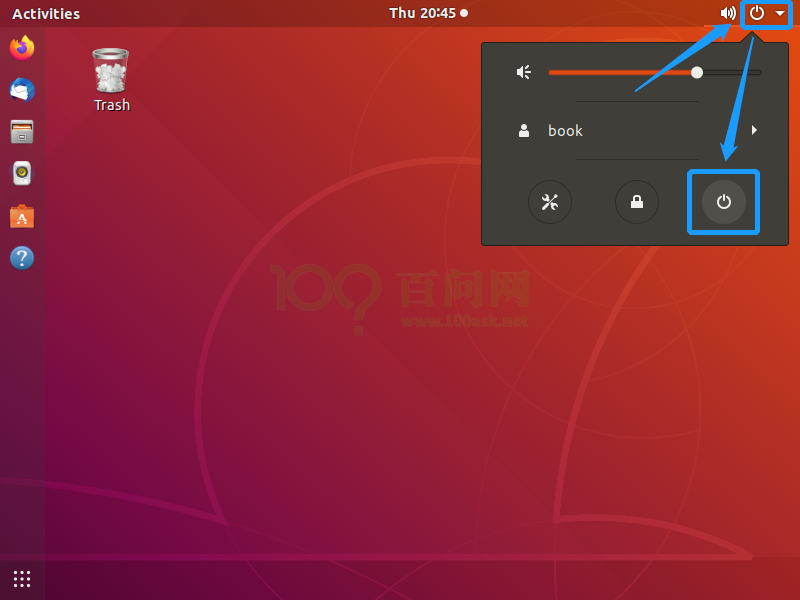 Activities
Thu 20:45
Trash
book
100?
百问网
www.100ask.net